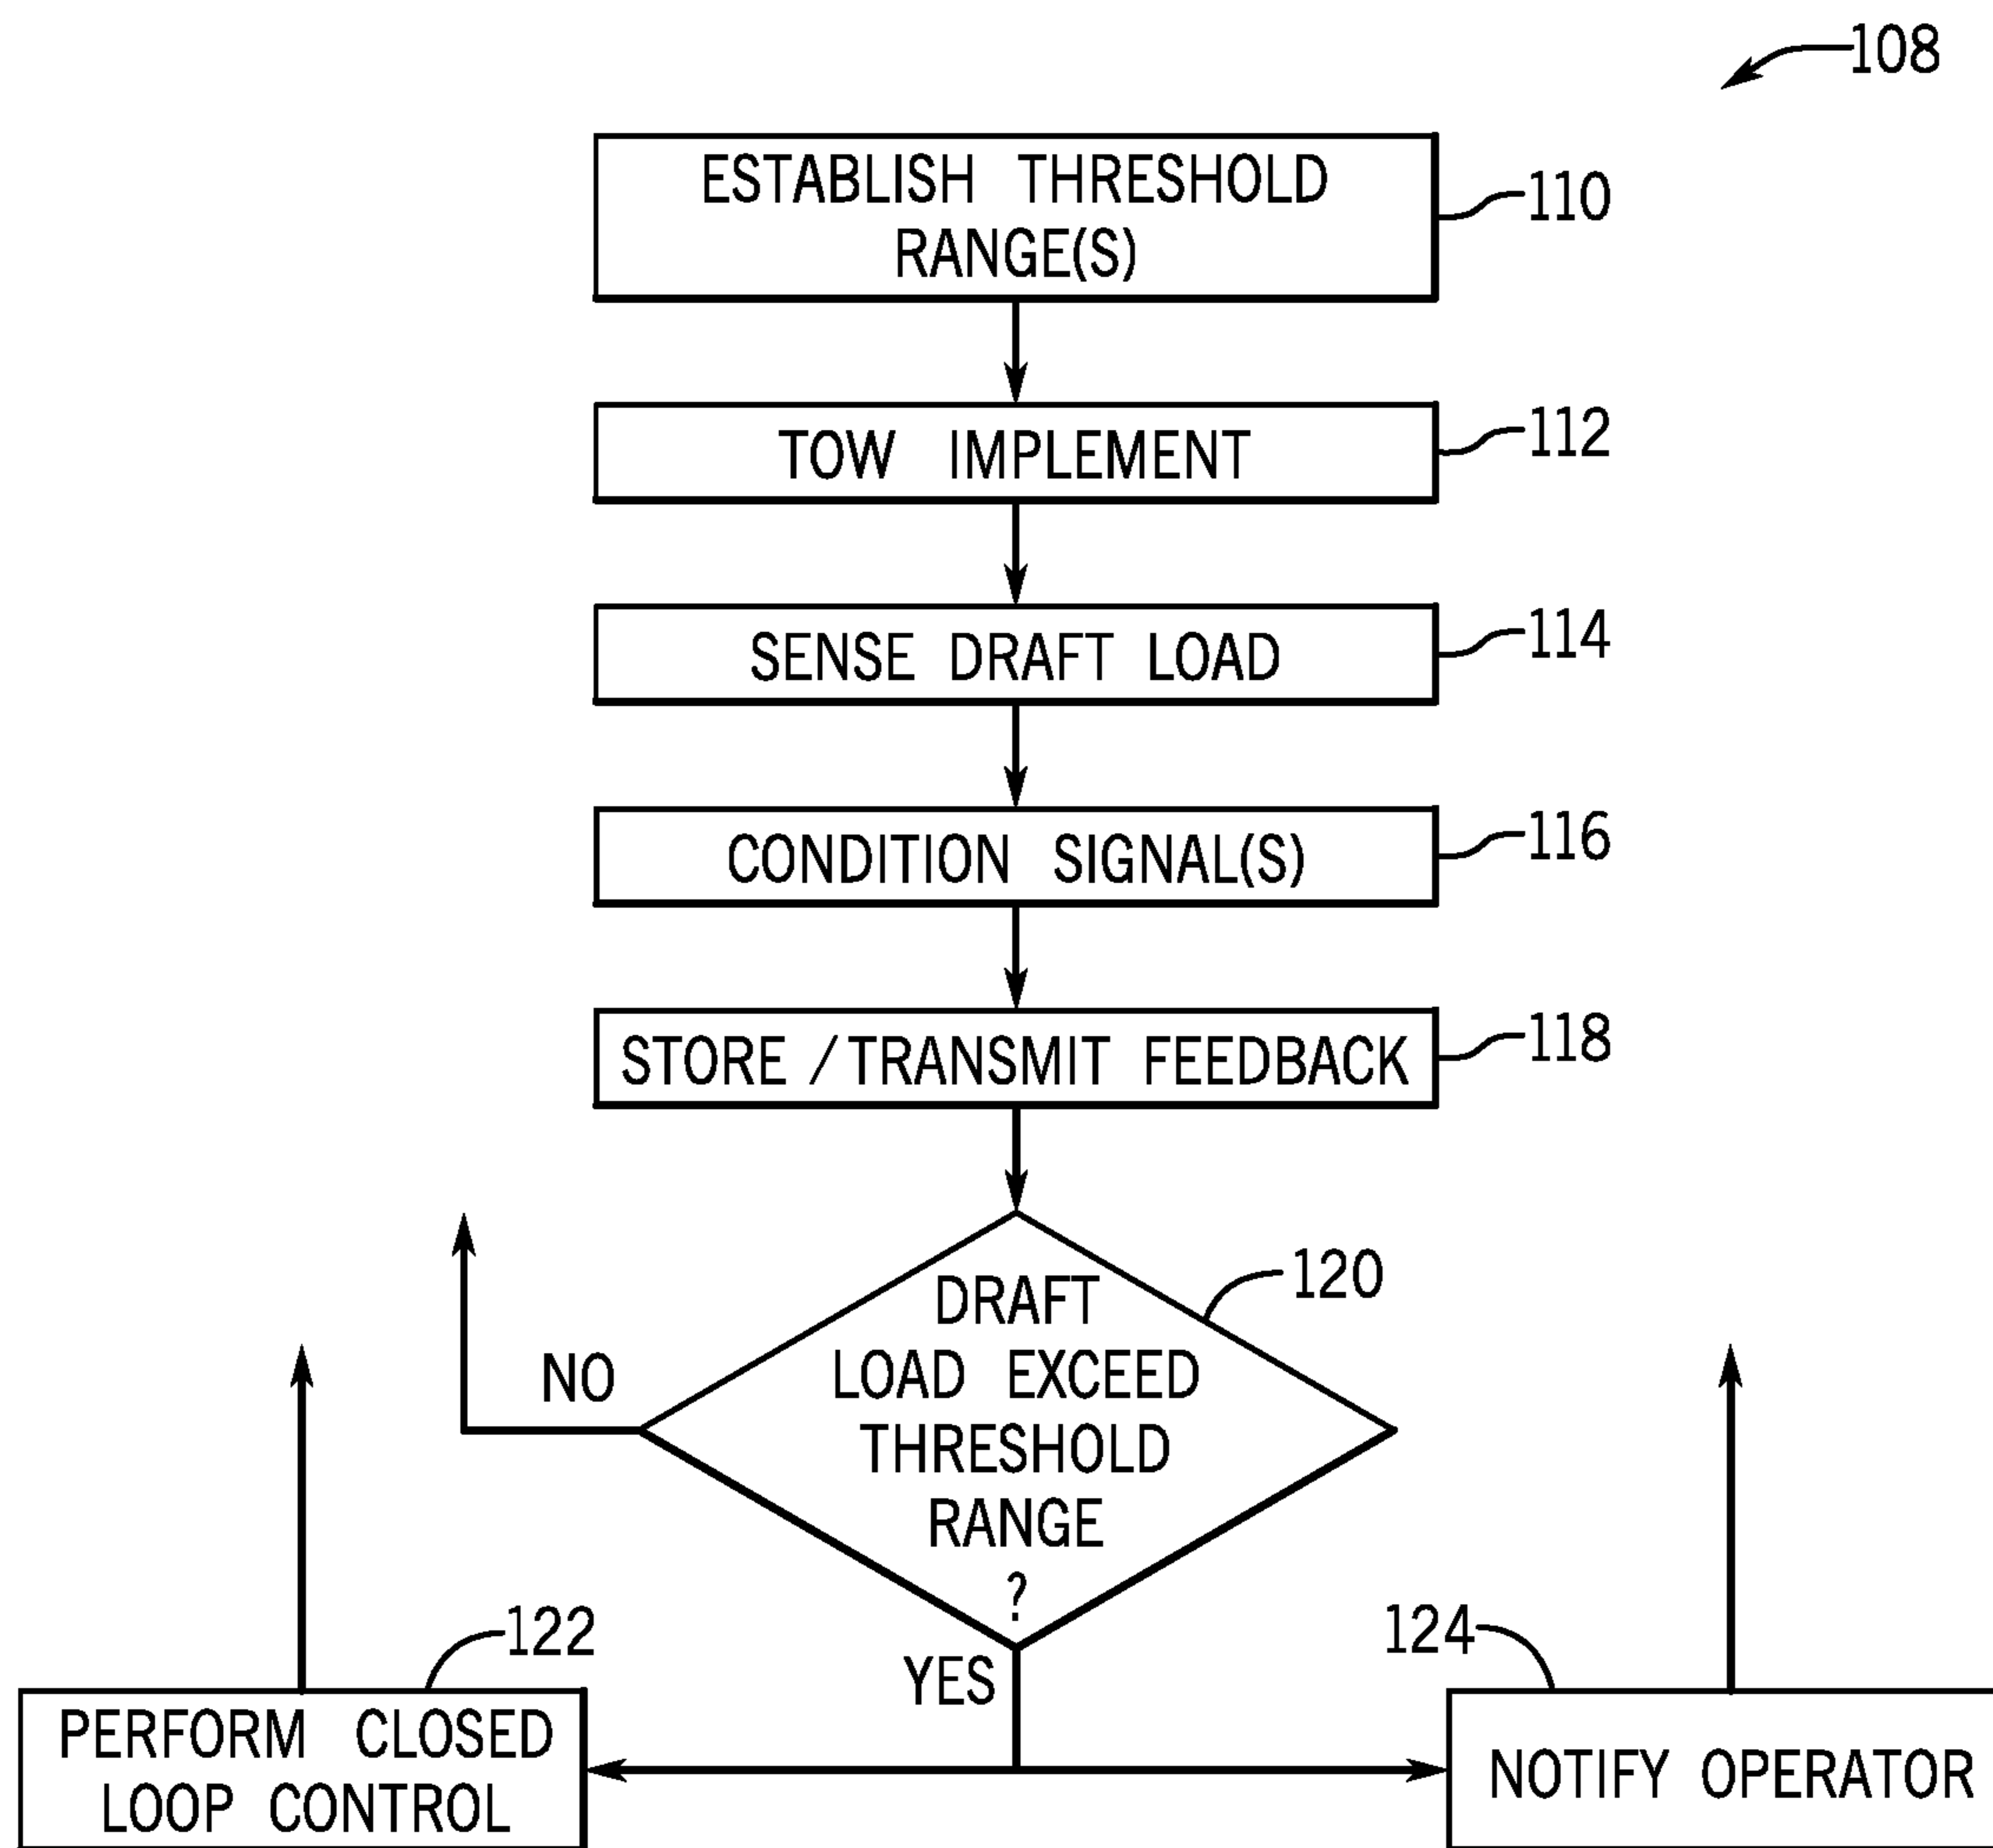 108
ESTABLISH THRESHOLD
RANGE(S)
110
TOW IMPLEMENT
112
SENSE DRAFT LOAD
114
CONDITION SIGNAL(S)
116
STORE / TRANSMIT FEEDBACK
118
DRAFT
LOAD EXCEED
THRESHOLD
RANGE
?
120
NO
YES
122
PERFORM CLOSED
LOOP CONTROL
124
NOTIFY OPERATOR